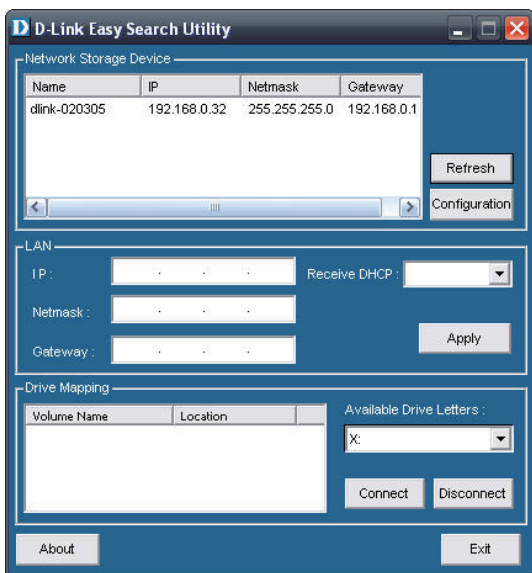 D D-Link Easy Search Utility
Network Storage Device
Name IP Netmask Gateway
dlink-020305 192.168.0.32 255.255.255.0 192.168.0.1
Refresh
Configuration
LAN
IP :
Receive DHCP :
Netmask :
Gateway :
Apply
Drive Mapping
Volume Name Location
Available Drive Letters :
X:
Connect Disconnect
About Exit